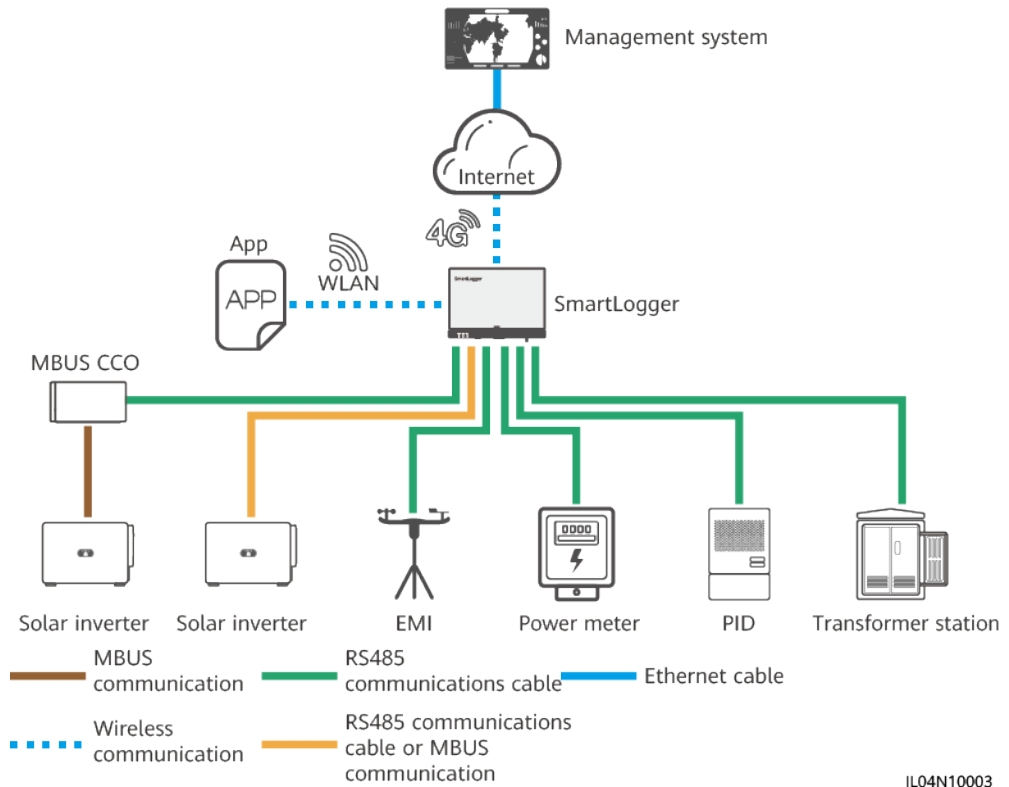 Management system
Internet
4G
App
WLAN
APP
SmartLogger
SmartLogger
MBUS CCO
Solar inverter
Solar inverter
EMI
Power meter
PID
Transformer station
MBUS
communication
RS485
communications cable
Ethernet cable
Wireless
communication
RS485 communications
cable or MBUS
communication
IL04N10003